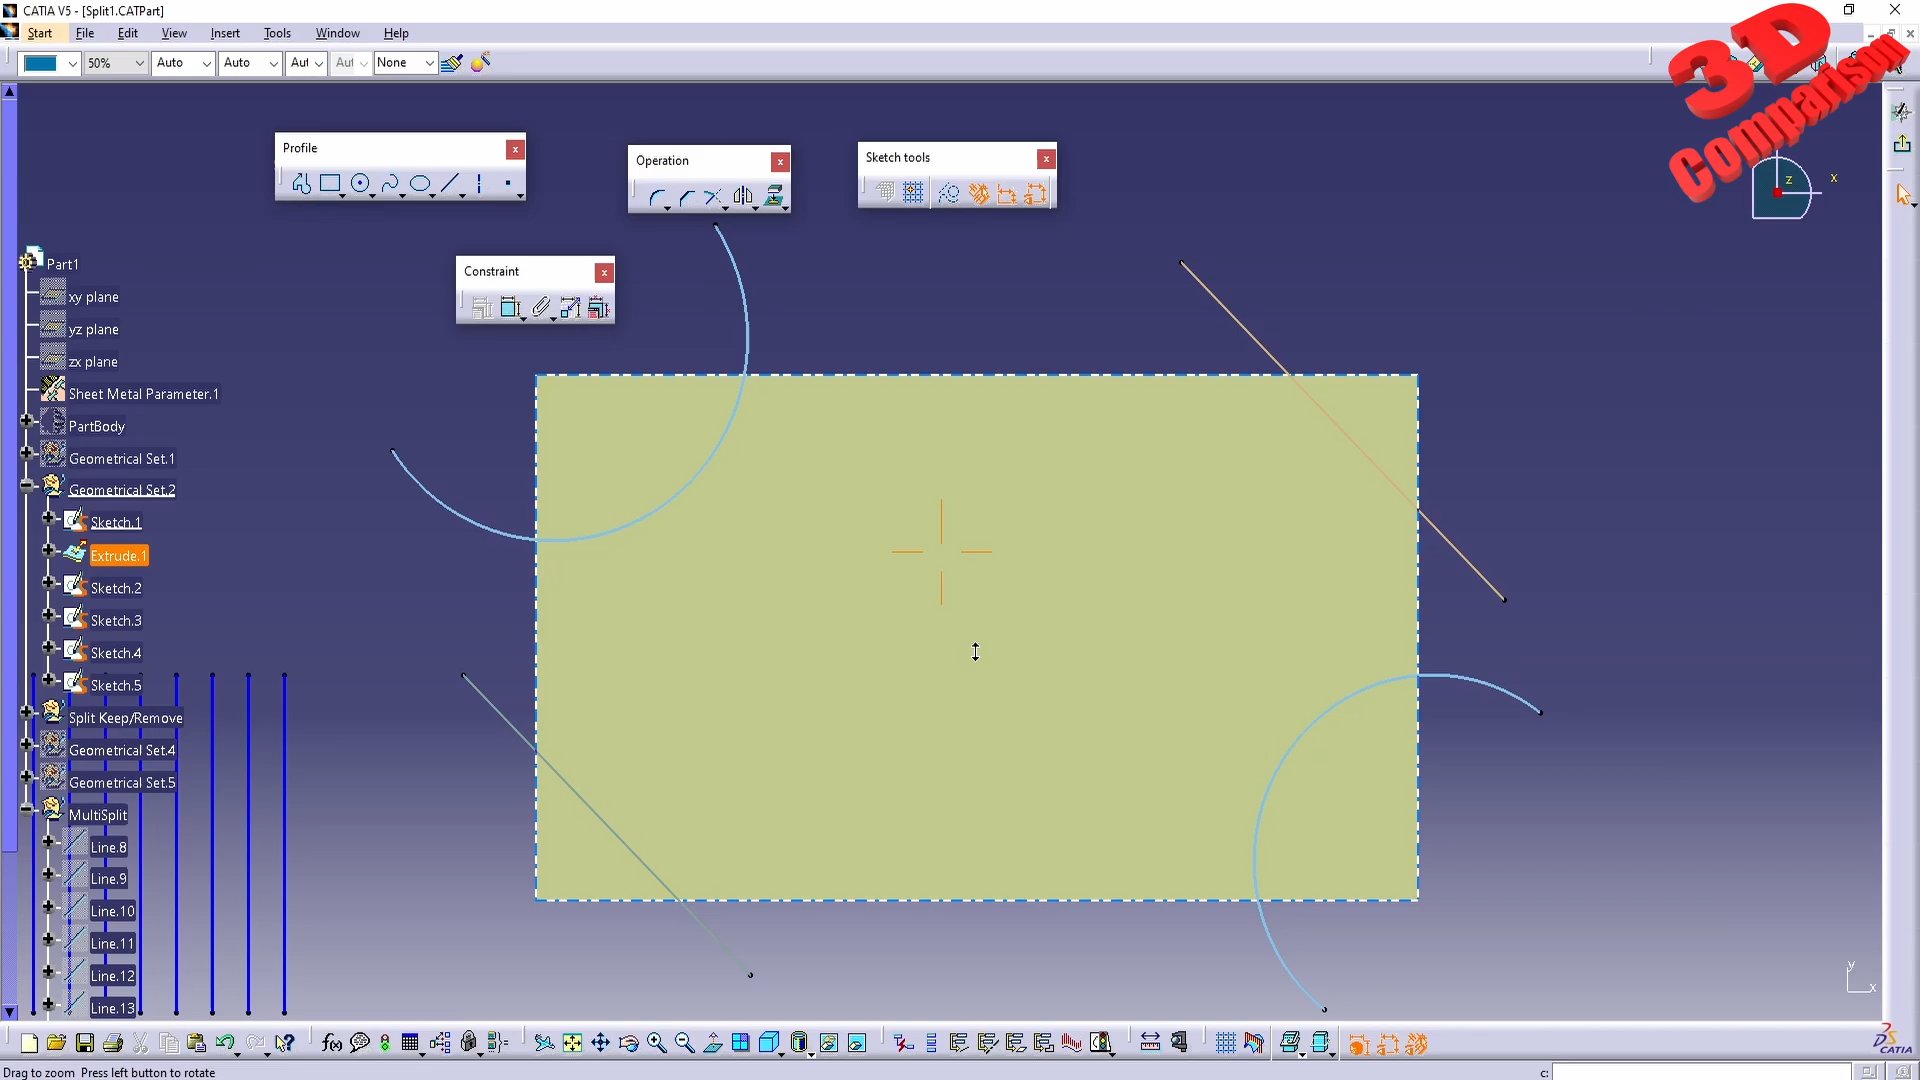 CATIA V5 - [Split1.CATPart]
Start File Edit View Insert Tools Window Help
50% Auto Auto Aut Aut None
3D
Comparison
Profile
Operation
Sketch tools
Constraint
z
x
Part1
xy plane
yz plane
zx plane
Sheet Metal Parameter.1
PartBody
Geometrical Set.1
Geometrical Set.2
Sketch.1
Extrude.1
Sketch.2
Sketch.3
Sketch.4
Sketch.5
Split Keep/Remove
Geometrical Set.4
Geometrical Set.5
MultiSplit
Line.8
Line.9
Line.10
Line.11
Line.12
Line.13
y
x
f(x)
CATIA
Drag to zoom Press left button to rotate
c: